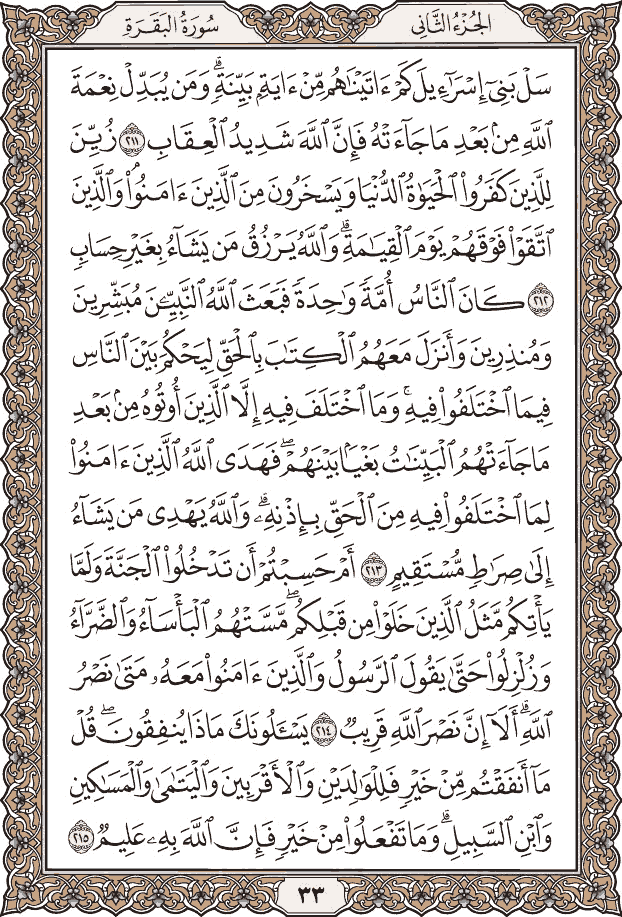 الجُزْءُ الثَّانِي
سُورَةُ البَقَرَةِ
سَلْ بَنِىٓ إِسْرَٰٓءِيلَ كَمْ ءَاتَيْنَٰهُم مِّنْ ءَايَةٍۭ بَيِّنَةٍۗ وَمَن يُبَدِّلْ نِعْمَةَ
ٱللَّهِ مِنۢ بَعْدِ مَا جَآءَتْهُ فَإِنَّ ٱللَّهَ شَدِيدُ ٱلْعِقَابِ ٢١١ زُيِّنَ
لِلَّذِينَ كَفَرُوا۟ ٱلْحَيَوٰةُ ٱلدُّنْيَا وَيَسْخَرُونَ مِنَ ٱلَّذِينَ ءَامَنُوا۟ۘ وَٱلَّذِينَ
ٱتَّقَوْا۟ فَوْقَهُمْ يَوْمَ ٱلْقِيَٰمَةِۗ وَٱللَّهُ يَرْزُقُ مَن يَشَآءُ بِغَيْرِ حِسَابٍ
٢١٢ كَانَ ٱلنَّاسُ أُمَّةً وَٰحِدَةً فَبَعَثَ ٱللَّهُ ٱلنَّبِيِّـۧنَ مُبَشِّرِينَ
وَمُنذِرِينَ وَأَنزَلَ مَعَهُمُ ٱلْكِتَٰبَ بِٱلْحَقِّ لِيَحْكُمَ بَيْنَ ٱلنَّاسِ
فِيمَا ٱخْتَلَفُوا۟ فِيهِۚ وَمَا ٱخْتَلَفَ فِيهِ إِلَّا ٱلَّذِينَ أُوتُوهُ مِنۢ بَعْدِ
مَا جَآءَتْهُمُ ٱلْبَيِّنَٰتُ بَغْيًۢا بَيْنَهُمْۖ فَهَدَى ٱللَّهُ ٱلَّذِينَ ءَامَنُوا۟
لِمَا ٱخْتَلَفُوا۟ فِيهِ مِنَ ٱلْحَقِّ بِإِذْنِهِۦۗ وَٱللَّهُ يَهْدِى مَن يَشَآءُ
إِلَىٰ صِرَٰطٍ مُّسْتَقِيمٍ ٢١٣ أَمْ حَسِبْتُمْ أَن تَدْخُلُوا۟ ٱلْجَنَّةَ وَلَمَّا
يَأْتِكُم مَّثَلُ ٱلَّذِينَ خَلَوْا۟ مِن قَبْلِكُمۖ مَّسَّتْهُمُ ٱلْبَأْسَآءُ وَٱلضَّرَّآءُ
وَزُلْزِلُوا۟ حَتَّىٰ يَقُولَ ٱلرَّسُولُ وَٱلَّذِينَ ءَامَنُوا۟ مَعَهُۥ مَتَىٰ نَصْرُ
ٱللَّهِۗ أَلَآ إِنَّ نَصْرَ ٱللَّهِ قَرِيبٌ ٢١٤ يَسْـَٔلُونَكَ مَاذَا يُنفِقُونَۖ قُلْ
مَآ أَنفَقْتُم مِّنْ خَيْرٍ فَلِلْوَٰلِدَيْنِ وَٱلْأَقْرَبِينَ وَٱلْيَتَٰمَىٰ وَٱلْمَسَٰكِينِ
وَٱبْنِ ٱلسَّبِيلِۗ وَمَا تَفْعَلُوا۟ مِنْ خَيْرٍ فَإِنَّ ٱللَّهَ بِهِۦ عَلِيمٌ ٢١٥
٣٣